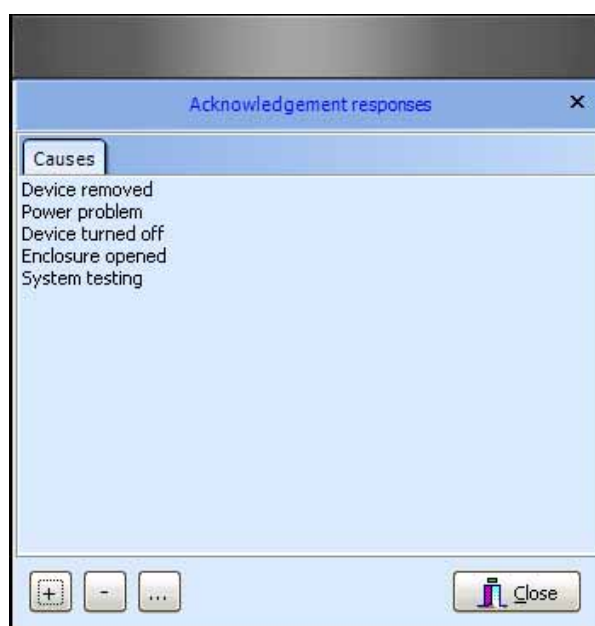 Acknowledgement responses
Causes
Device removed
Power problem
Device turned off
Enclosure opened
System testing
+ - ... Close